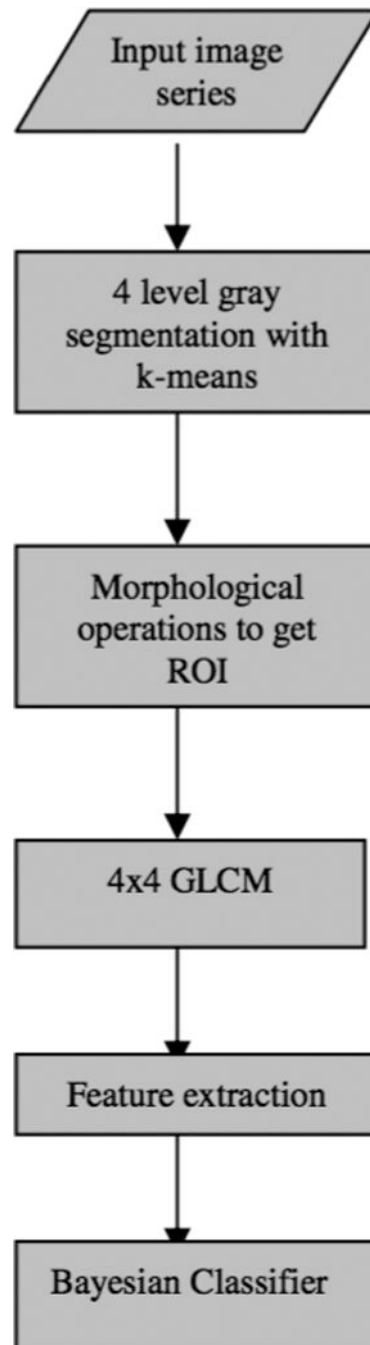 Input image
series
4 level gray
segmentation with
k-means
Morphological
operations to get
ROI
4x4 GLCM
Feature extraction
Bayesian Classifier